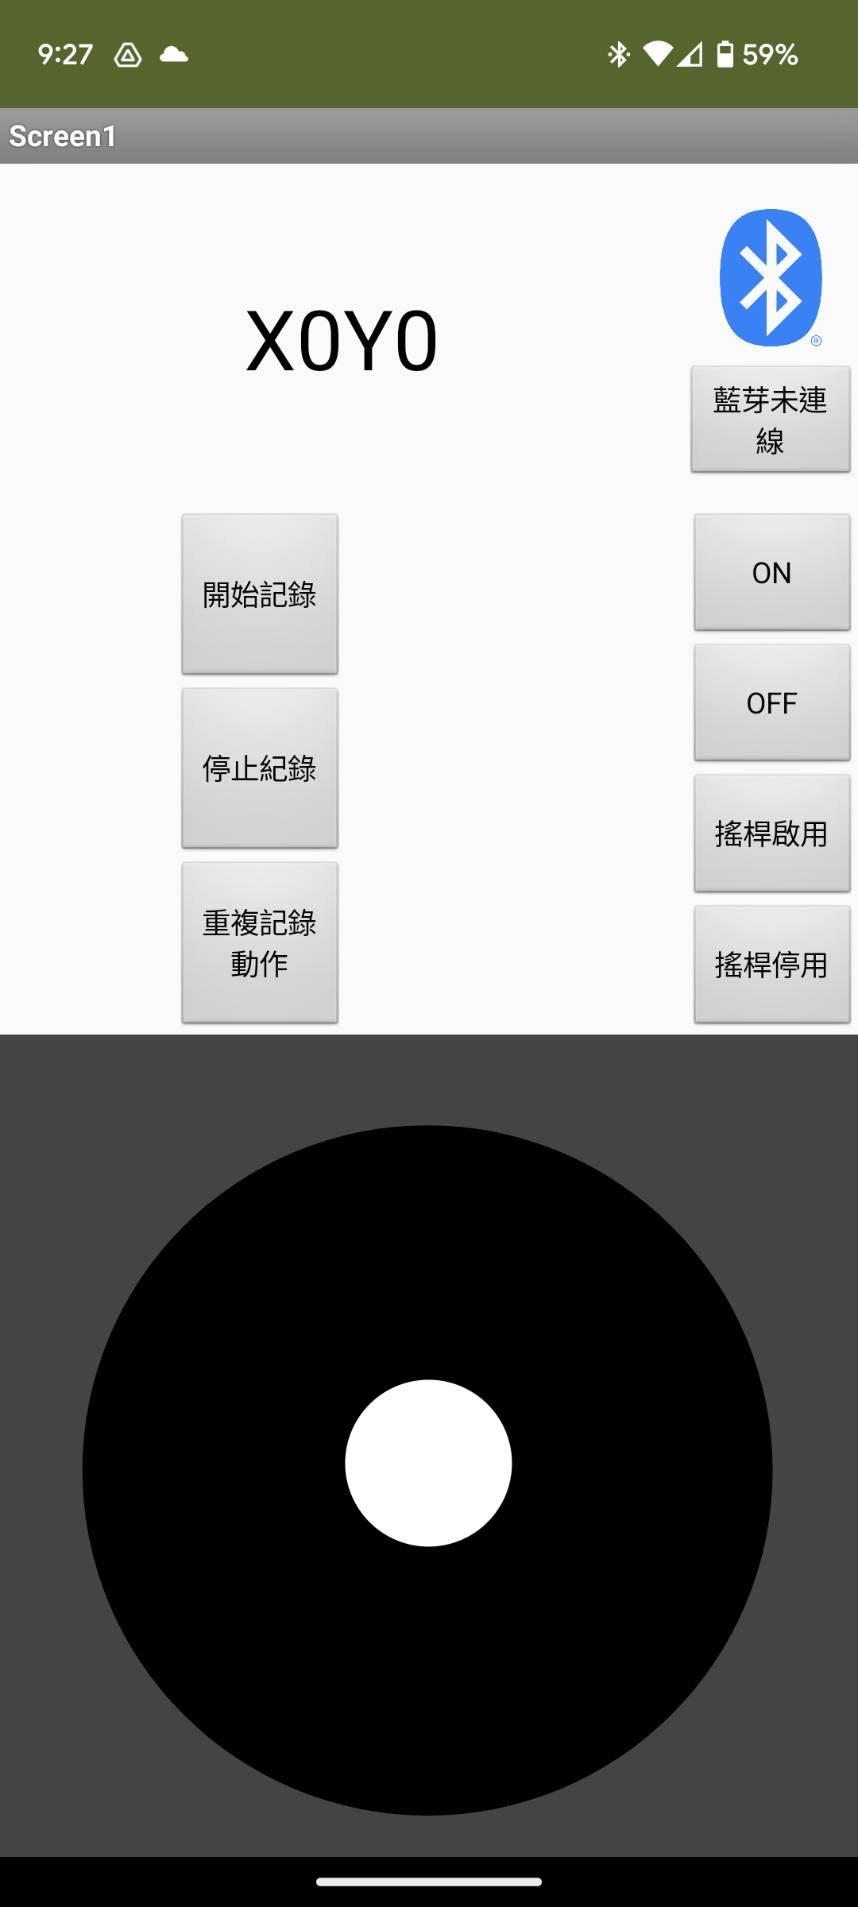 9:27
59%
Screen1
X0Y0
®
藍芽未連
線
開始記錄
ON
停止紀錄
OFF
重複記錄
動作
搖桿啟用
搖桿停用